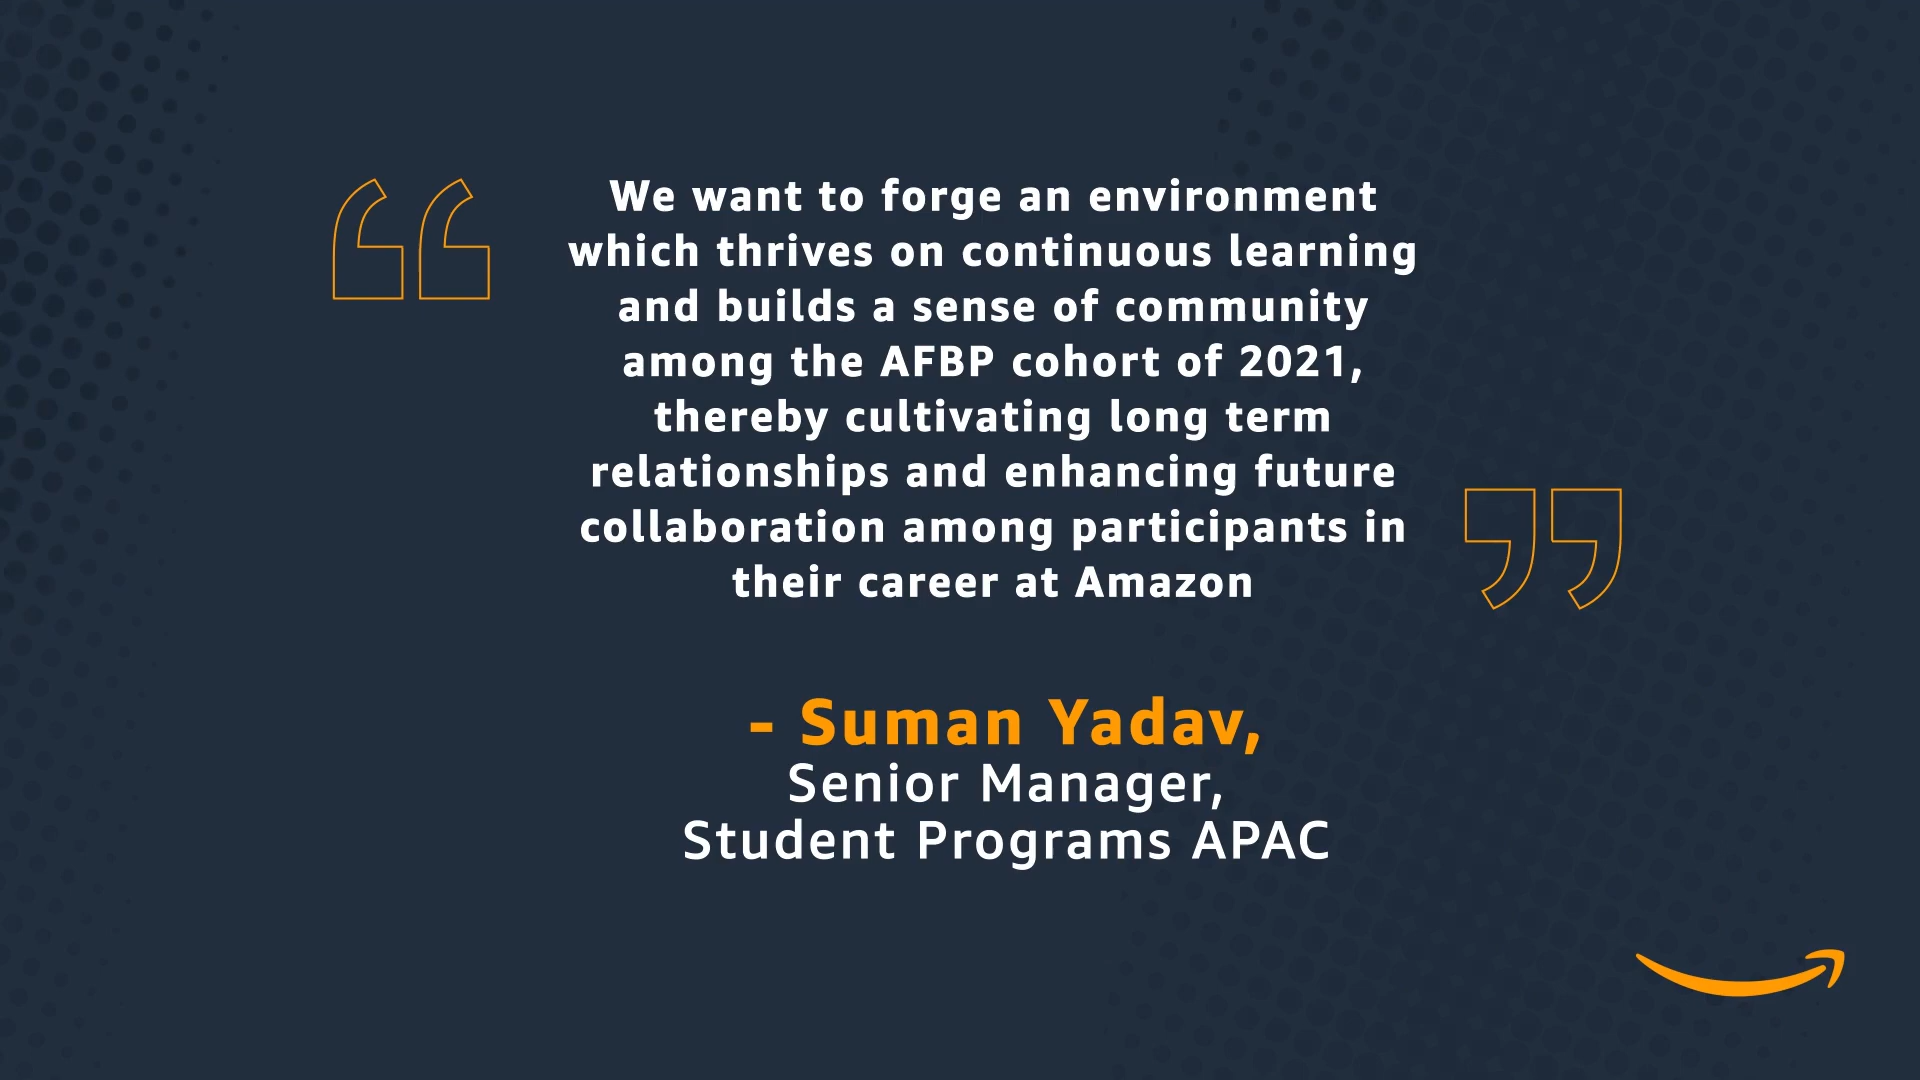 We want to forge an environment
which thrives on continuous learning
and builds a sense of community
among the AFBP cohort of 2021,
thereby cultivating long term
relationships and enhancing future
collaboration among participants in
their career at Amazon
- Suman Yadav,
Senior Manager,
Student Programs APAC